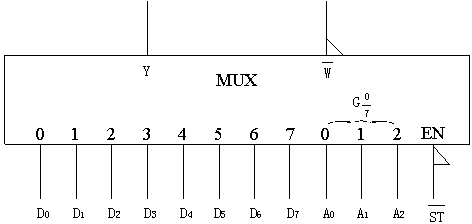 Y W̅
MUX
G 0/7
0 1 2 3 4 5 6 7 0 1 2 EN
D₀ D₁ D₂ D₃ D₄ D₅ D₆ D₇ A₀ A₁ A₂ S̅T̅